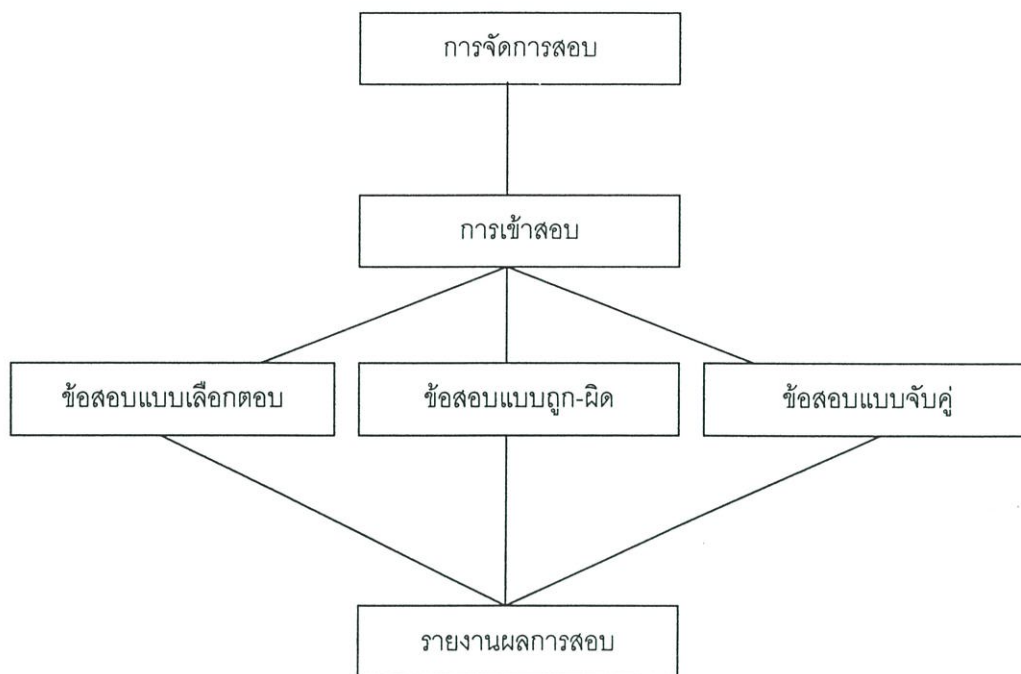 การจัดการสอบ
การเข้าสอบ
ข้อสอบแบบเลือกตอบ
ข้อสอบแบบถูก-ผิด
ข้อสอบแบบจับคู่
รายงานผลการสอบ